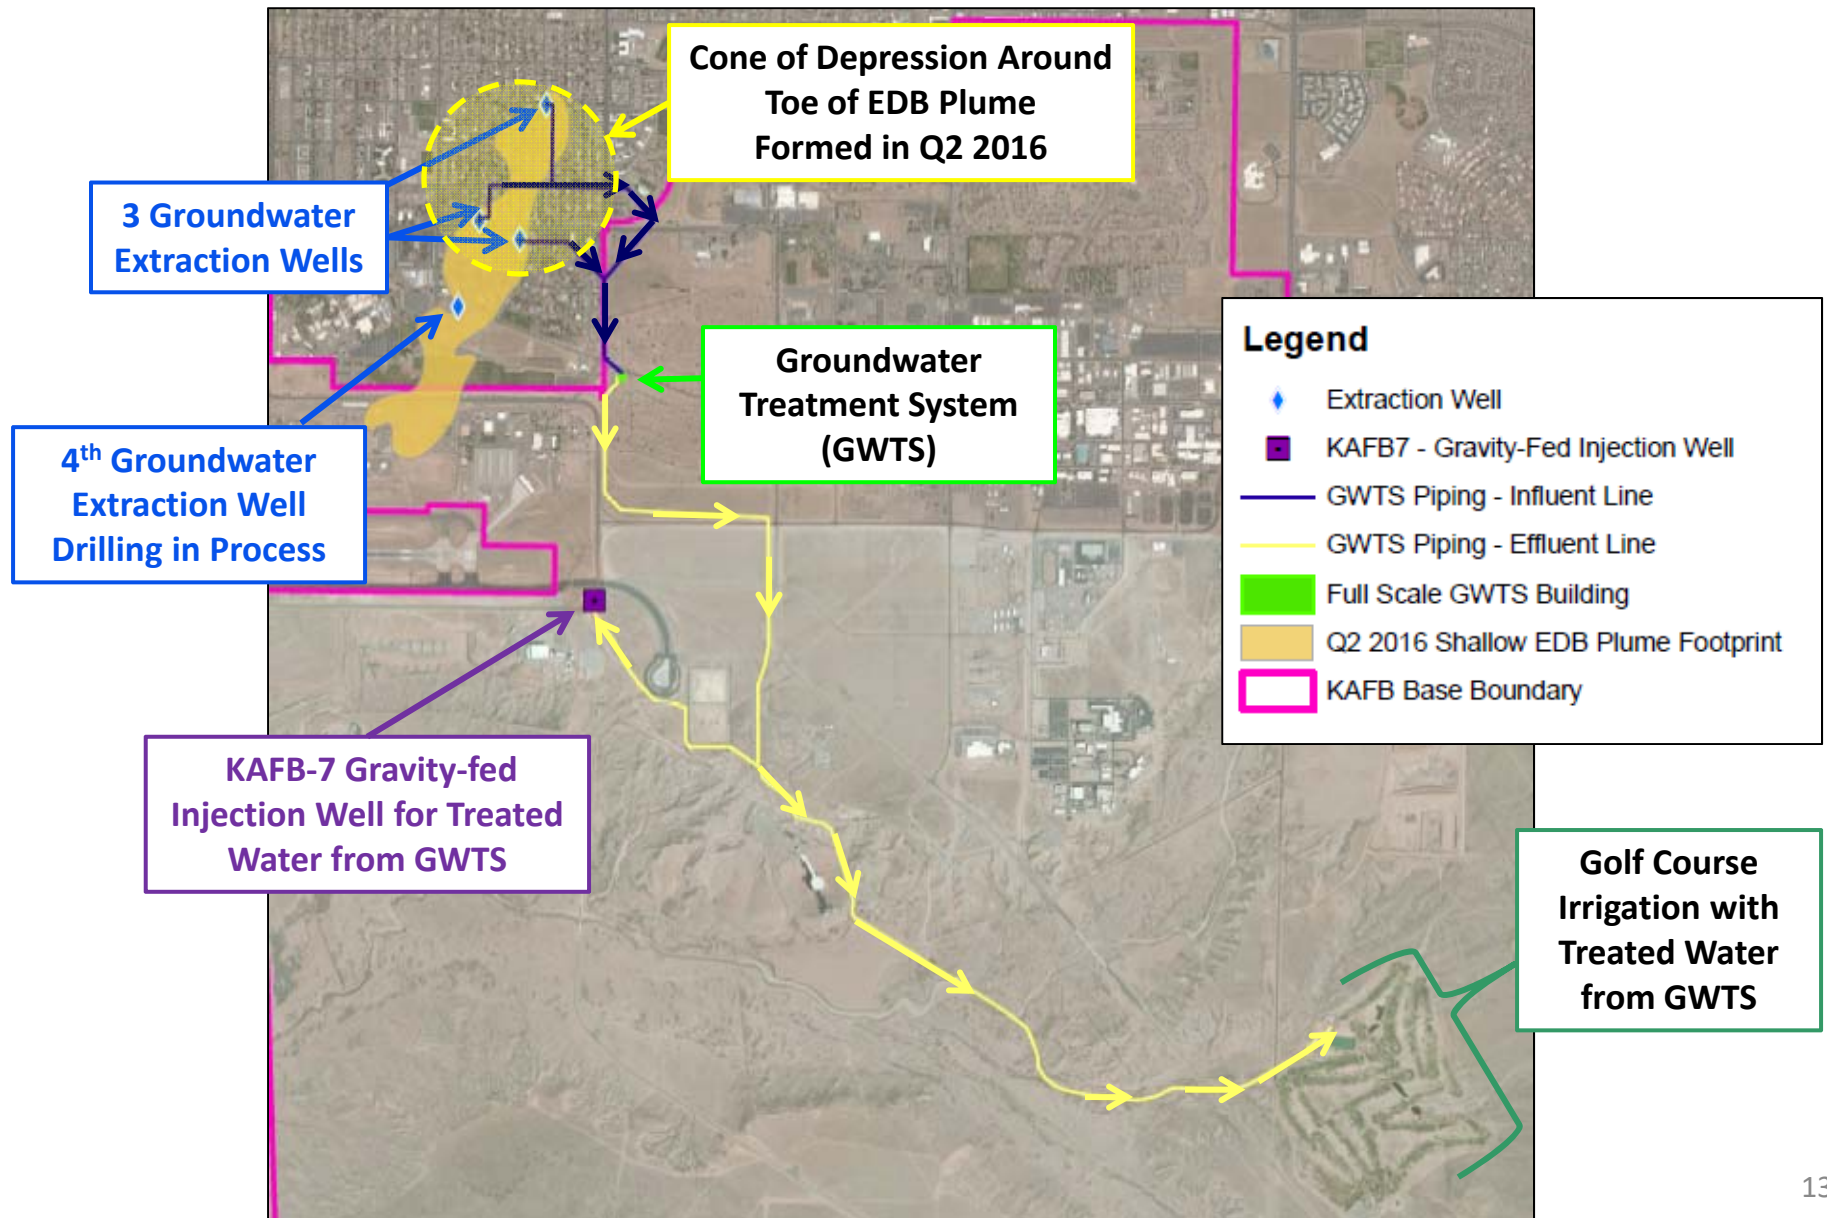 Cone of Depression Around
Toe of EDB Plume
Formed in Q2 2016
3 Groundwater
Extraction Wells
Groundwater
Treatment System
(GWTS)
4th Groundwater
Extraction Well
Drilling in Process
KAFB-7 Gravity-fed
Injection Well for Treated
Water from GWTS
Legend
Extraction Well
KAFB7 - Gravity-Fed Injection Well
GWTS Piping - Influent Line
GWTS Piping - Effluent Line
Full Scale GWTS Building
Q2 2016 Shallow EDB Plume Footprint
KAFB Base Boundary
Golf Course
Irrigation with
Treated Water
from GWTS
13